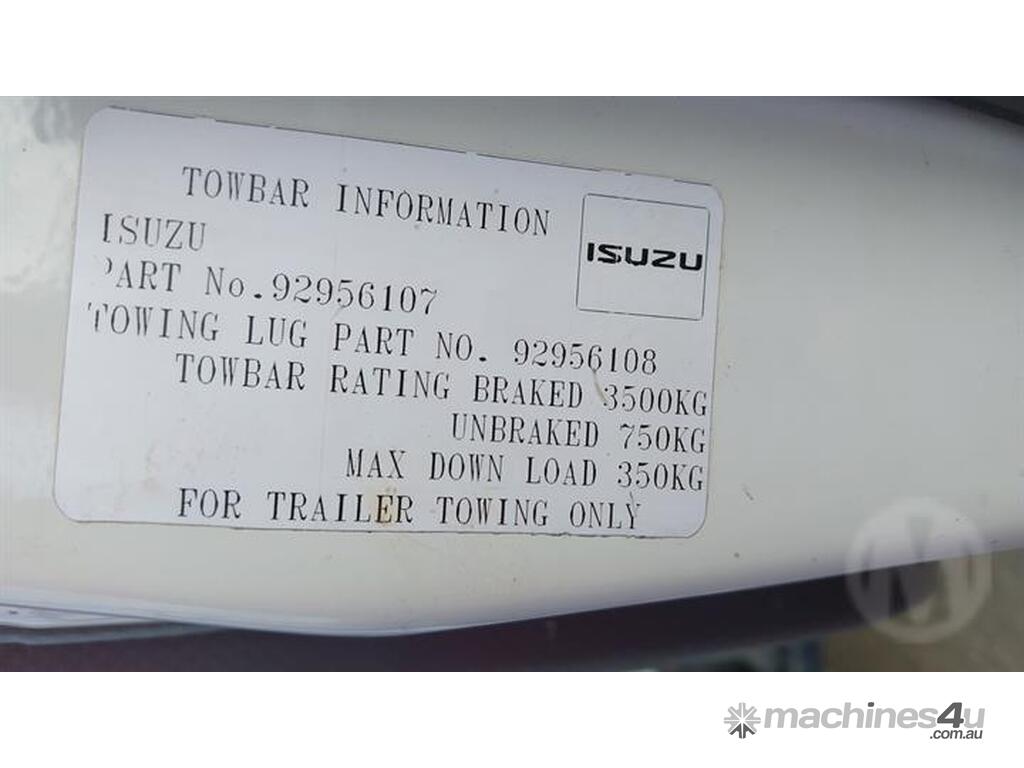 TOWBAR INFORMATION
ISUZU
ISUZU
PART No.92956107
TOWING LUG PART NO. 92956108
TOWBAR RATING BRAKED 3500KG
UNBRAKED 750KG
MAX DOWN LOAD 350KG
FOR TRAILER TOWING ONLY
M
machines4u
.com.au